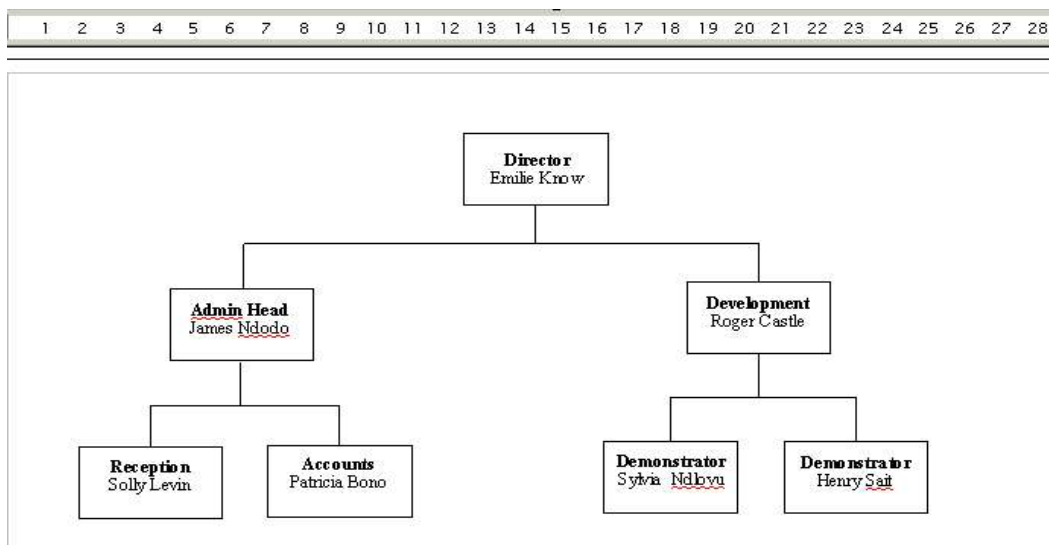 1 2 3 4 5 6 7 8 9 10 11 12 13 14 15 16 17 18 19 20 21 22 23 24 25 26 27 28
Director
Emilie Know
Admin Head
James Ndodo
Development
Roger Castle
Reception
Solly Levin
Accounts
Patricia Bono
Demonstrator
Sylvia Ndlovu
Demonstrator
Henry Sait